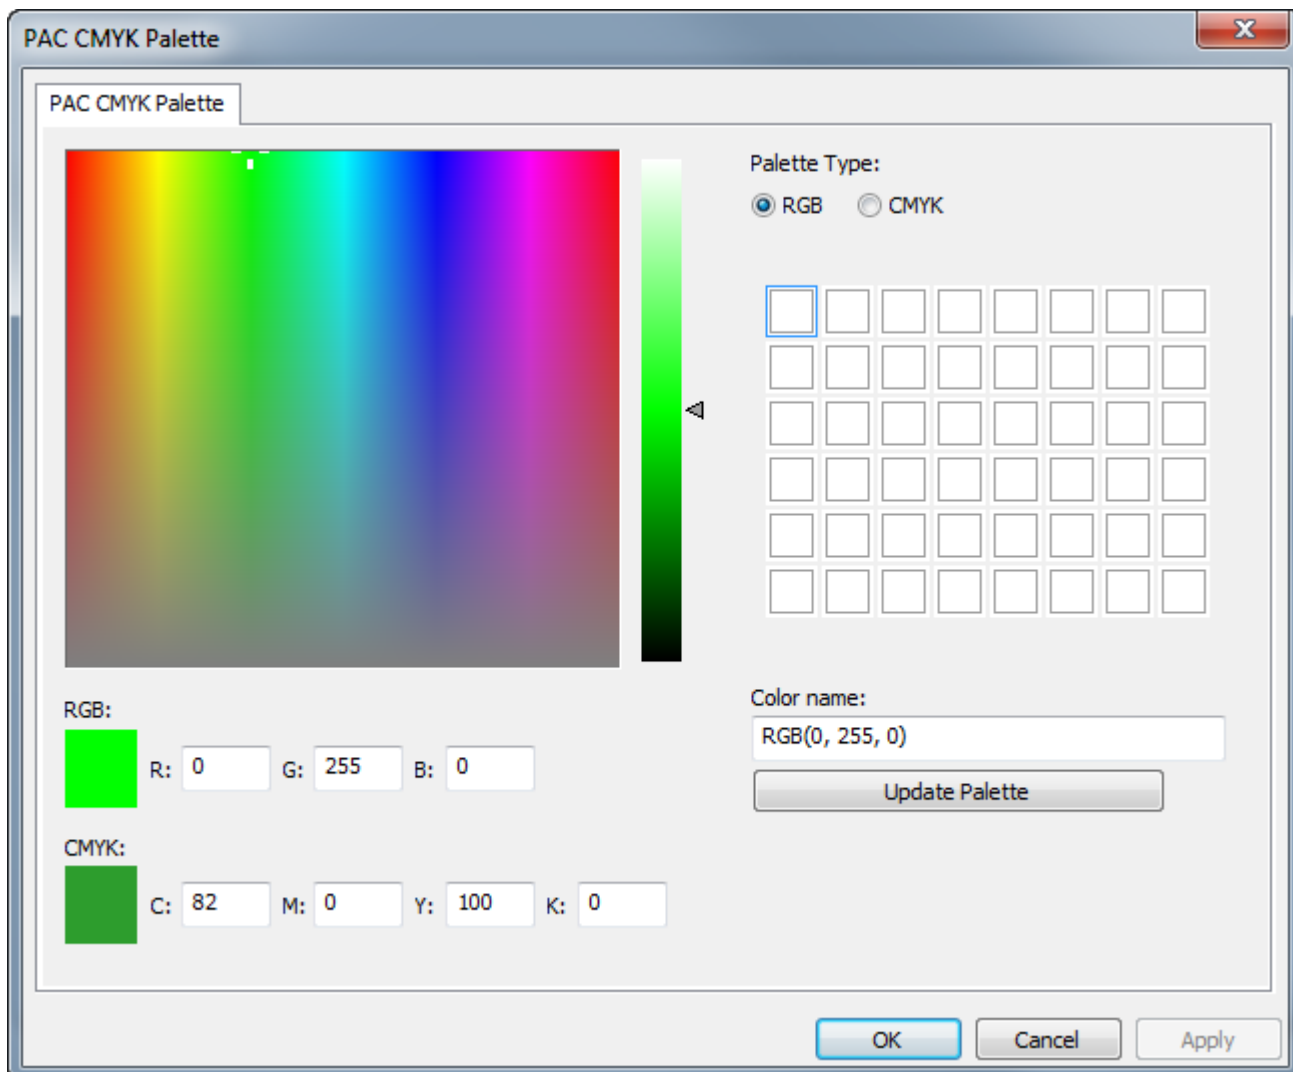 PAC CMYK Palette
PAC CMYK Palette
Palette Type:
RGB CMYK
RGB:
R: 0 G: 255 B: 0
CMYK:
C: 82 M: 0 Y: 100 K: 0
Color name:
RGB(0, 255, 0)
Update Palette
OK Cancel Apply